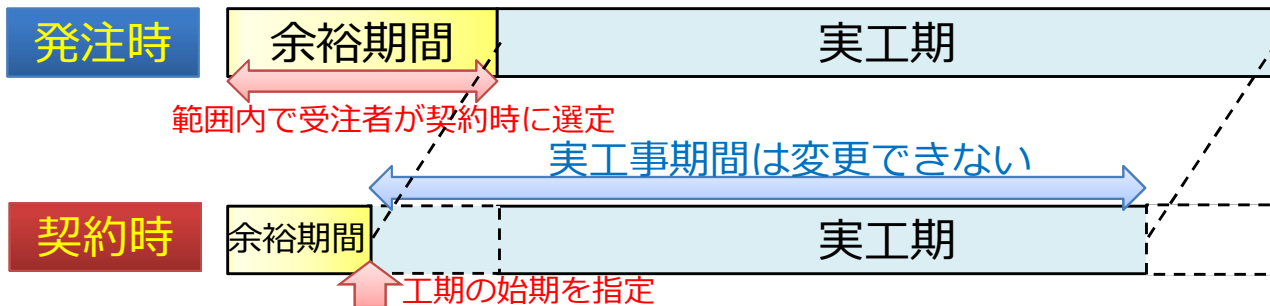 発注時
余裕期間
実工期
範囲内で受注者が契約時に選定
実工事期間は変更できない
契約時
余裕期間
実工期
工期の始期を指定